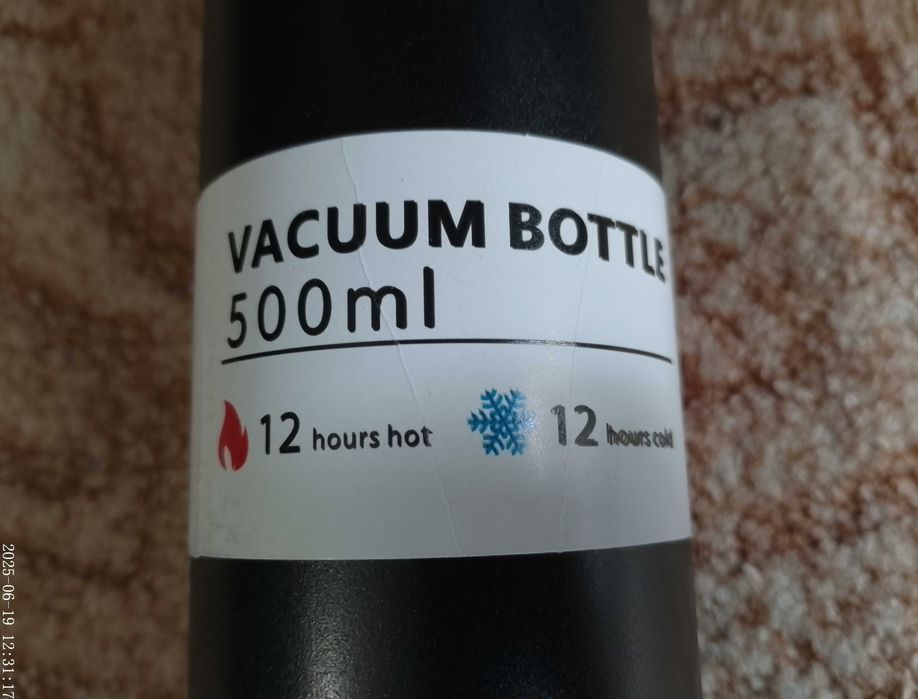 VACUUM BOTTLE
500ml
12 hours hot
12 hours cold
2025-06-19 12:31:17